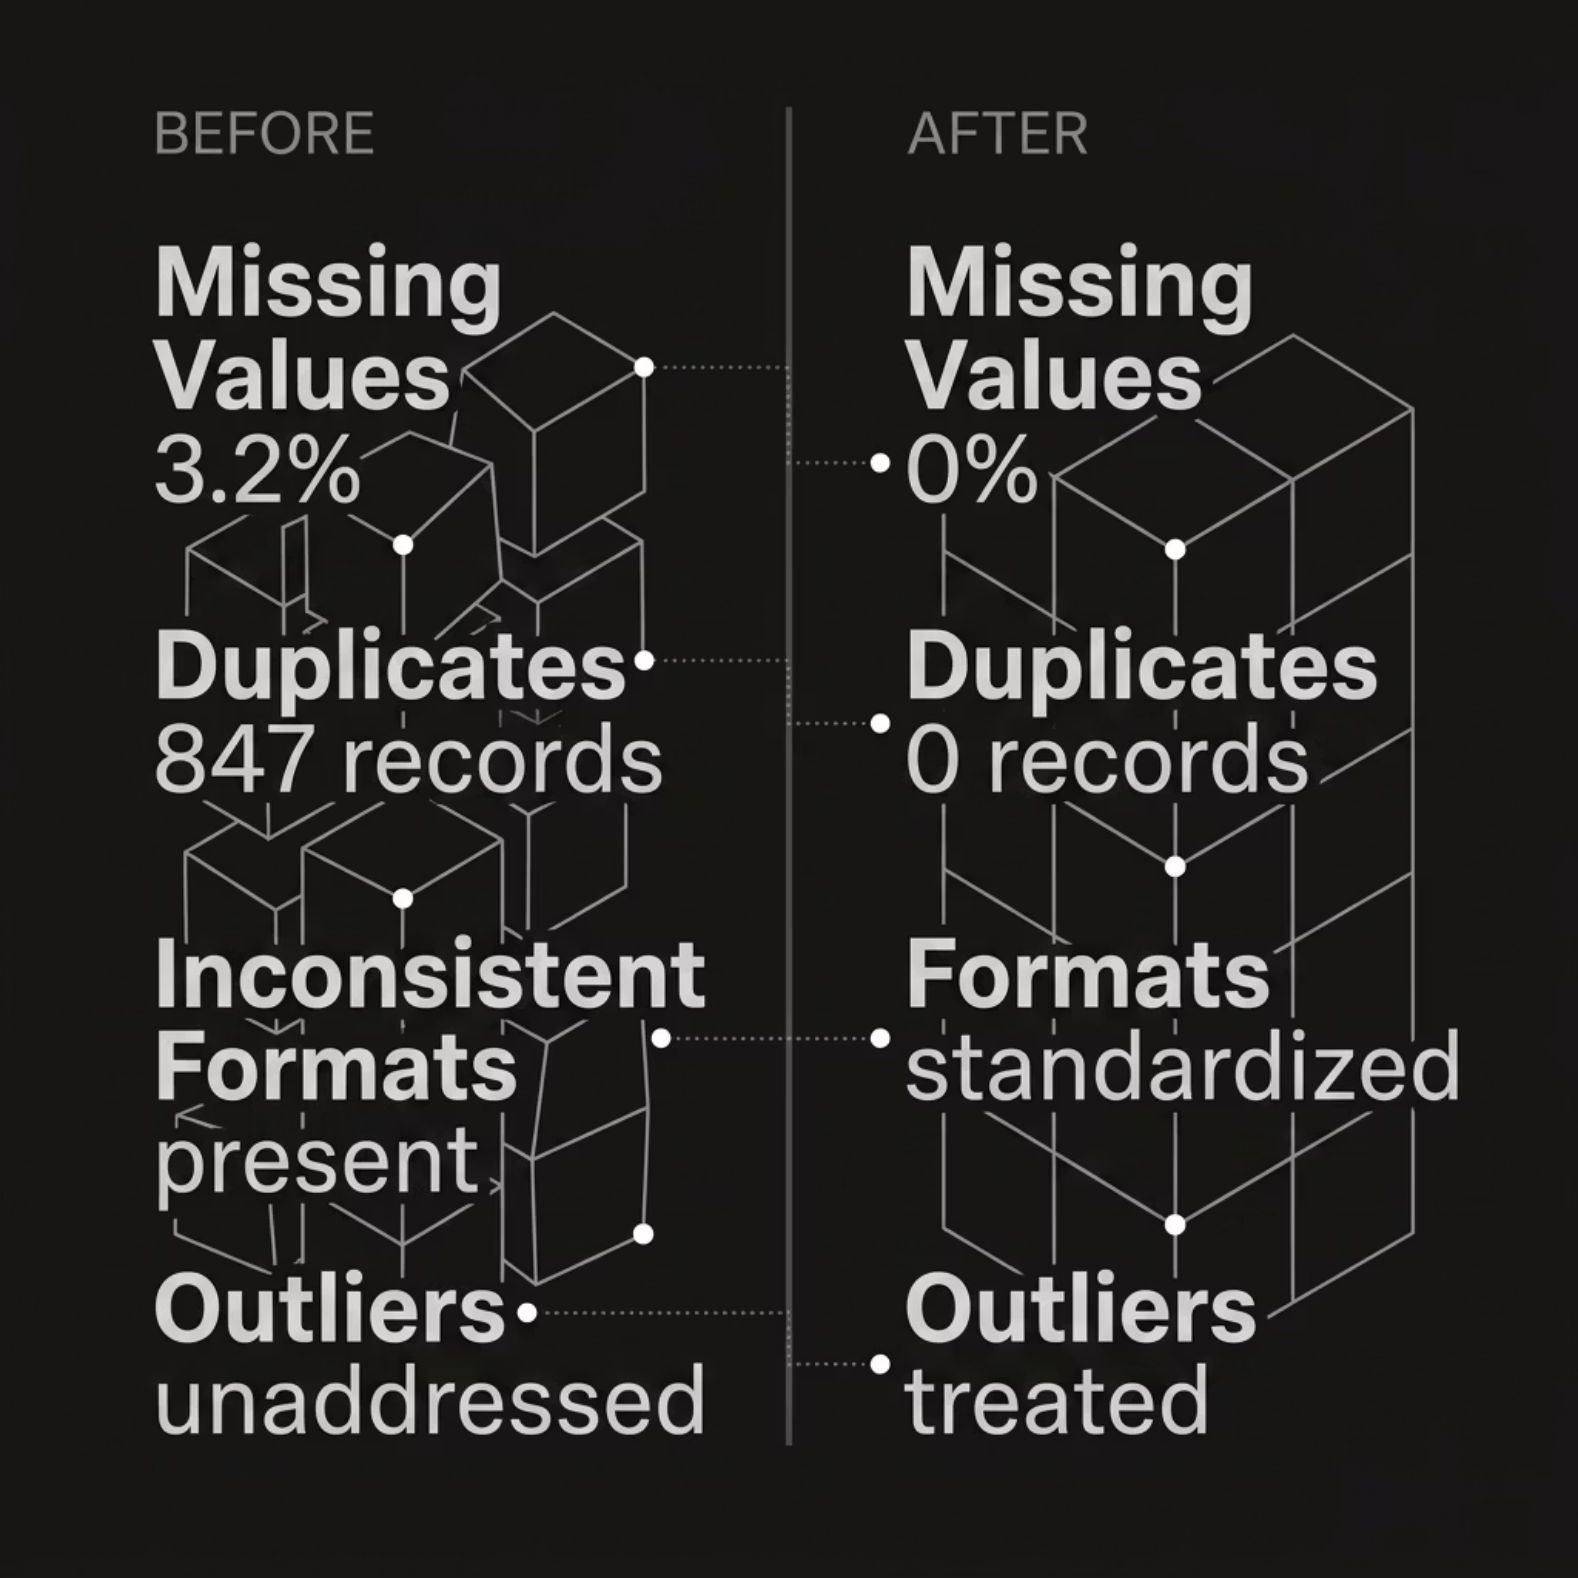 BEFORE
Missing
Values
3.2%
Duplicates
847 records
Inconsistent
Formats
present
Outliers
unaddressed
AFTER
Missing
Values
0%
Duplicates
0 records
Formats
standardized
Outliers
treated